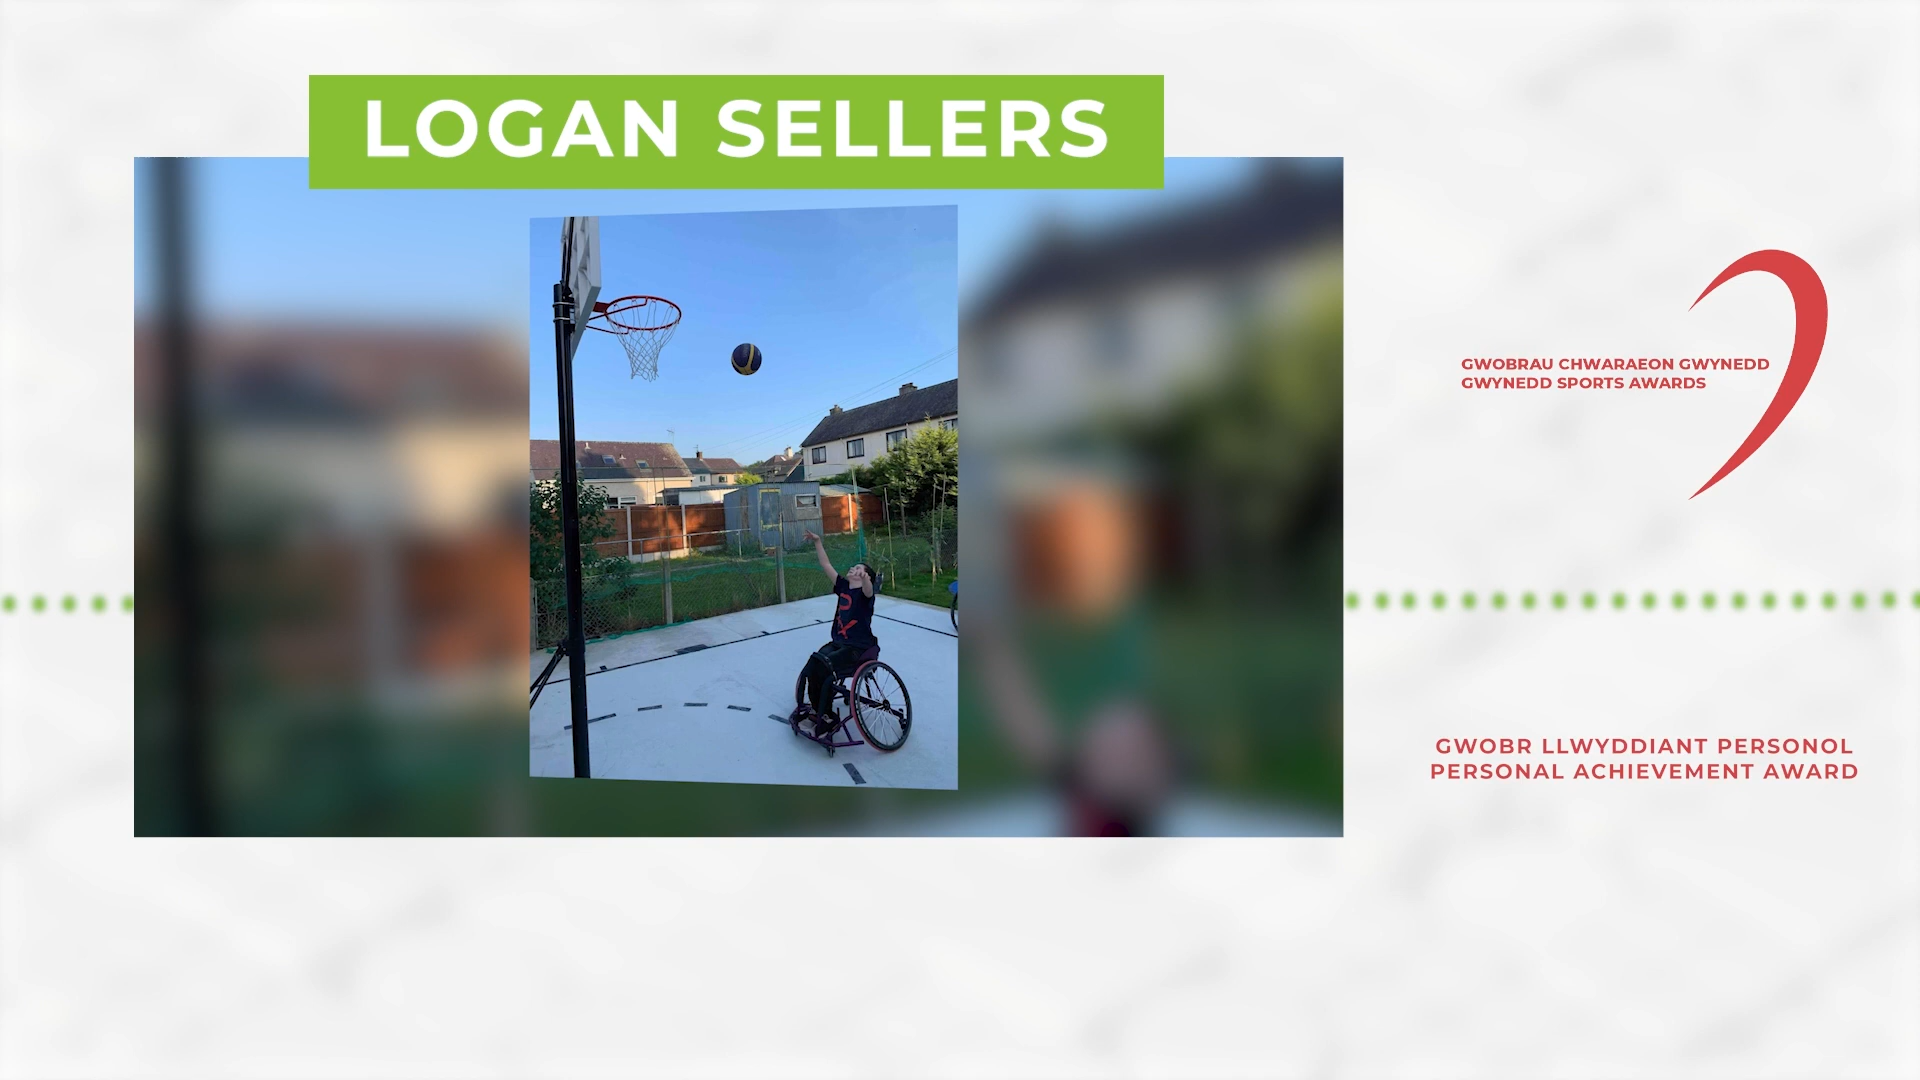 LOGAN SELLERS
GWOBRAU CHWARAEON GWYNEDD
GWYNEDD SPORTS AWARDS
GWOBR LLWYDDIANT PERSONOL
PERSONAL ACHIEVEMENT AWARD